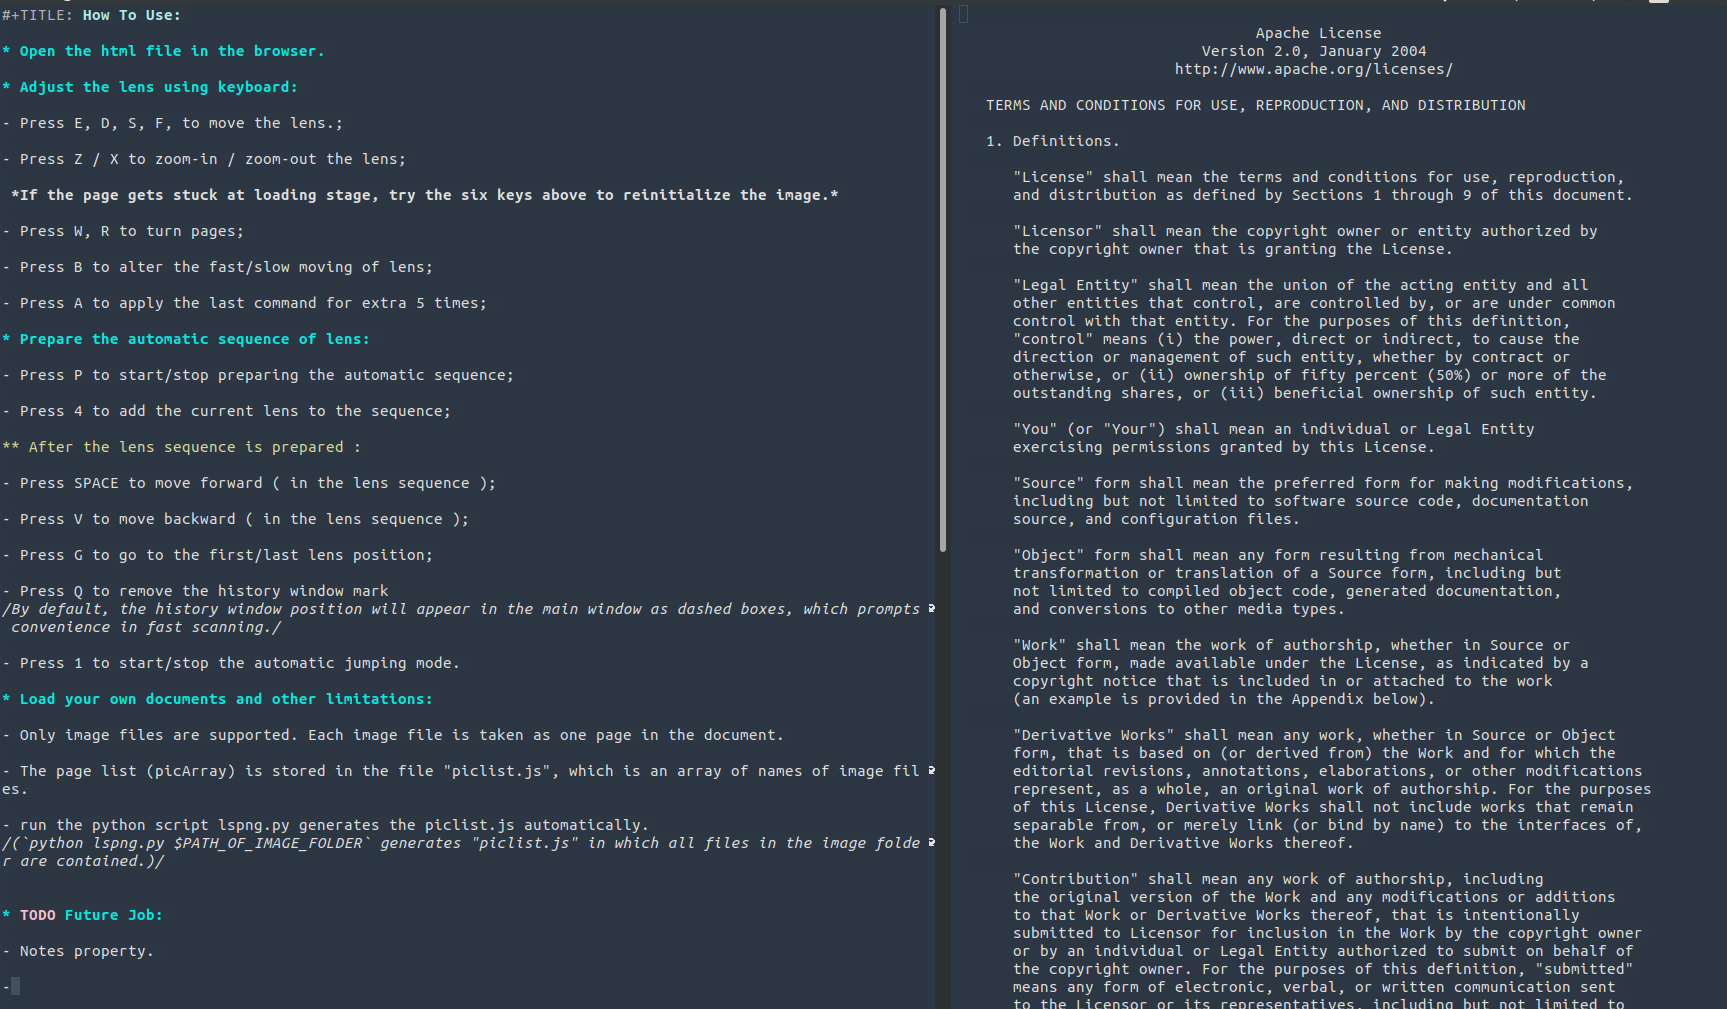 #+TITLE: How To Use:
* Open the html file in the browser.
* Adjust the lens using keyboard:
- Press E, D, S, F, to move the lens.;
- Press Z / X to zoom-in / zoom-out the lens;
*If the page gets stuck at loading stage, try the six keys above to reinitialize the image.*
- Press W, R to turn pages;
- Press B to alter the fast/slow moving of lens;
- Press A to apply the last command for extra 5 times;
* Prepare the automatic sequence of lens:
- Press P to start/stop preparing the automatic sequence;
- Press 4 to add the current lens to the sequence;
** After the lens sequence is prepared :
- Press SPACE to move forward ( in the lens sequence );
- Press V to move backward ( in the lens sequence );
- Press G to go to the first/last lens position;
- Press Q to remove the history window mark
/By default, the history window position will appear in the main window as dashed boxes, which prompts
convenience in fast scanning./
- Press 1 to start/stop the automatic jumping mode.
* Load your own documents and other limitations:
- Only image files are supported. Each image file is taken as one page in the document.
- The page list (picArray) is stored in the file "piclist.js", which is an array of names of image fil
es.
- run the python script lspng.py generates the piclist.js automatically.
/(`python lspng.py $PATH_OF_IMAGE_FOLDER` generates "piclist.js" in which all files in the image folde
r are contained.)/
* TODO Future Job:
- Notes property.
-
Apache License
Version 2.0, January 2004
http://www.apache.org/licenses/
TERMS AND CONDITIONS FOR USE, REPRODUCTION, AND DISTRIBUTION
1. Definitions.
"License" shall mean the terms and conditions for use, reproduction,
and distribution as defined by Sections 1 through 9 of this document.
"Licensor" shall mean the copyright owner or entity authorized by
the copyright owner that is granting the License.
"Legal Entity" shall mean the union of the acting entity and all
other entities that control, are controlled by, or are under common
control with that entity. For the purposes of this definition,
"control" means (i) the power, direct or indirect, to cause the
direction or management of such entity, whether by contract or
otherwise, or (ii) ownership of fifty percent (50%) or more of the
outstanding shares, or (iii) beneficial ownership of such entity.
"You" (or "Your") shall mean an individual or Legal Entity
exercising permissions granted by this License.
"Source" form shall mean the preferred form for making modifications,
including but not limited to software source code, documentation
source, and configuration files.
"Object" form shall mean any form resulting from mechanical
transformation or translation of a Source form, including but
not limited to compiled object code, generated documentation,
and conversions to other media types.
"Work" shall mean the work of authorship, whether in Source or
Object form, made available under the License, as indicated by a
copyright notice that is included in or attached to the work
(an example is provided in the Appendix below).
"Derivative Works" shall mean any work, whether in Source or Object
form, that is based on (or derived from) the Work and for which the
editorial revisions, annotations, elaborations, or other modifications
represent, as a whole, an original work of authorship. For the purposes
of this License, Derivative Works shall not include works that remain
separable from, or merely link (or bind by name) to the interfaces of,
the Work and Derivative Works thereof.
"Contribution" shall mean any work of authorship, including
the original version of the Work and any modifications or additions
to that Work or Derivative Works thereof, that is intentionally
submitted to Licensor for inclusion in the Work by the copyright owner
or by an individual or Legal Entity authorized to submit on behalf of
the copyright owner. For the purposes of this definition, "submitted"
means any form of electronic, verbal, or written communication sent
to the Licensor or its representatives, including but not limited to